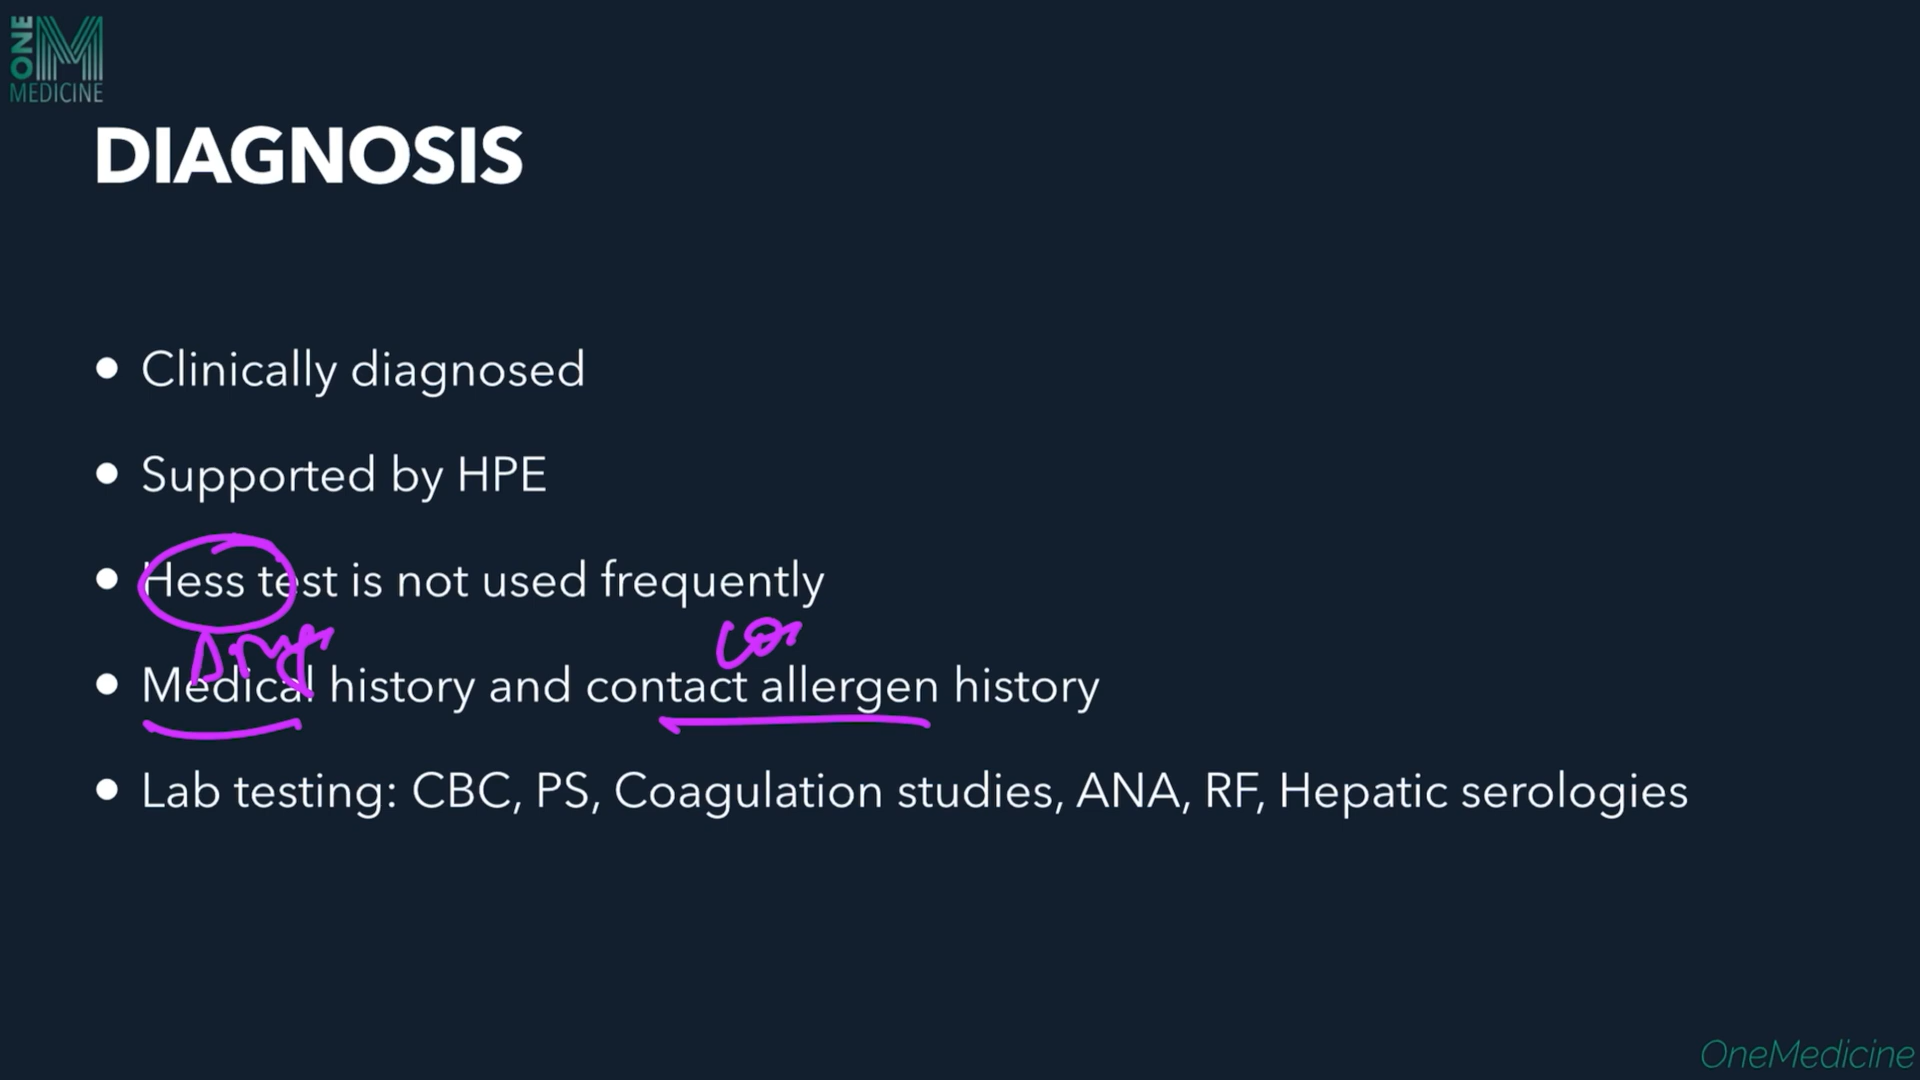 ONE
MEDICINE
DIAGNOSIS
• Clinically diagnosed
• Supported by HPE
• Hess test is not used frequently
Drugs
• Medical history and contact allergen history
• Lab testing: CBC, PS, Coagulation studies, ANA, RF, Hepatic serologies
OneMedicine